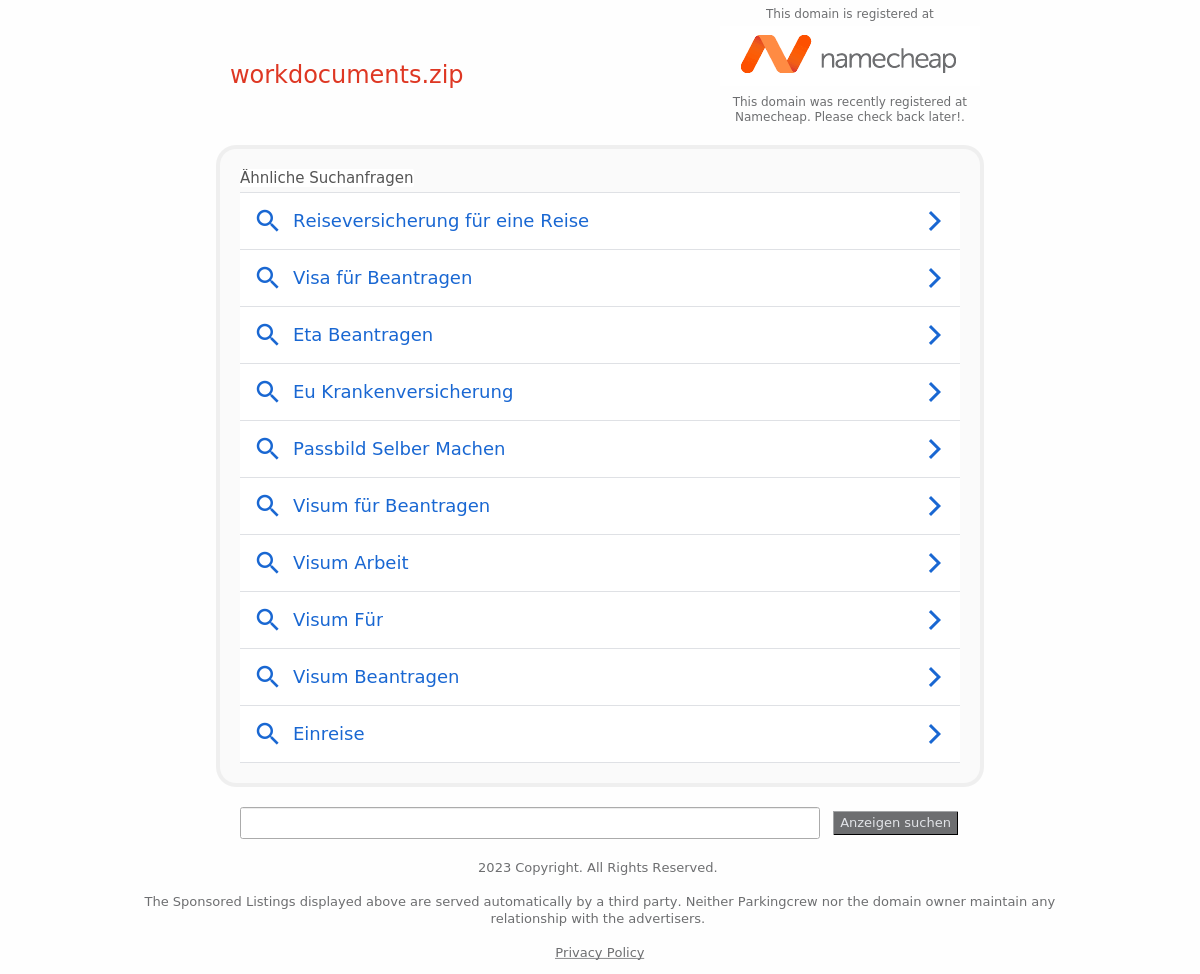 This domain is registered at
namecheap
workdocuments.zip
This domain was recently registered at
Namecheap. Please check back later!.
Ähnliche Suchanfragen
Reiseversicherung für eine Reise
Visa für Beantragen
Eta Beantragen
Eu Krankenversicherung
Passbild Selber Machen
Visum für Beantragen
Visum Arbeit
Visum Für
Visum Beantragen
Einreise
Anzeigen suchen
2023 Copyright. All Rights Reserved.
The Sponsored Listings displayed above are served automatically by a third party. Neither Parkingcrew nor the domain owner maintain any
relationship with the advertisers.
Privacy Policy